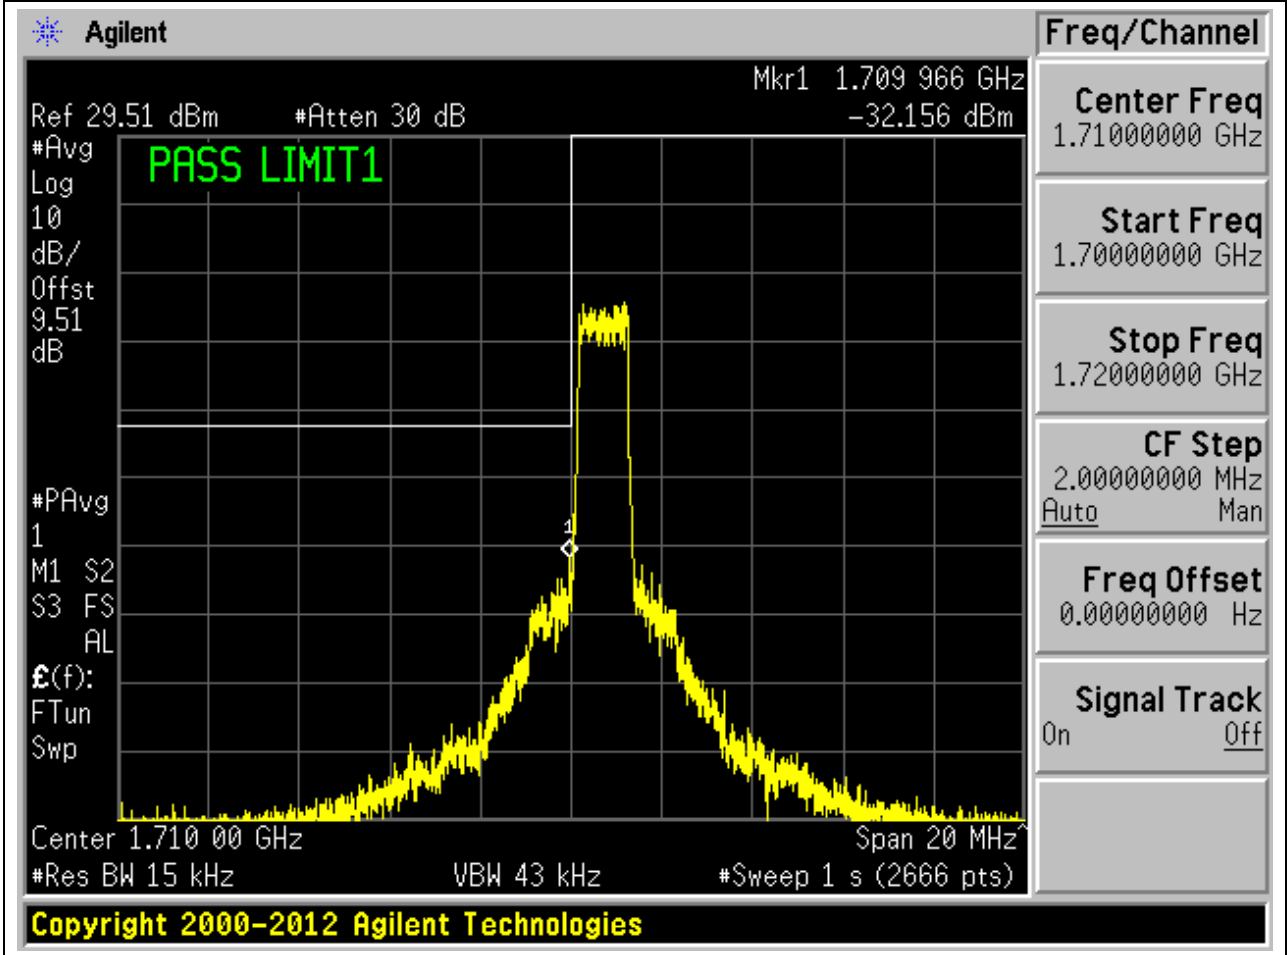 Agilent
Freq/Channel
Mkr1 1.709 966 GHz
Ref 29.51 dBm #Atten 30 dB -32.156 dBm
#Avg
Log
10
dB/
Offst
9.51
dB
#PAvg
1
M1 S2
S3 FS
AL
£(f):
FTun
Swp
PASS LIMIT1
1
Center 1.710 00 GHz Span 20 MHz^
#Res BW 15 kHz VBW 43 kHz #Sweep 1 s (2666 pts)
Copyright 2000-2012 Agilent Technologies
Center Freq
1.71000000 GHz
Start Freq
1.70000000 GHz
Stop Freq
1.72000000 GHz
CF Step
2.00000000 MHz
Auto Man
Freq Offset
0.00000000 Hz
Signal Track
On Off